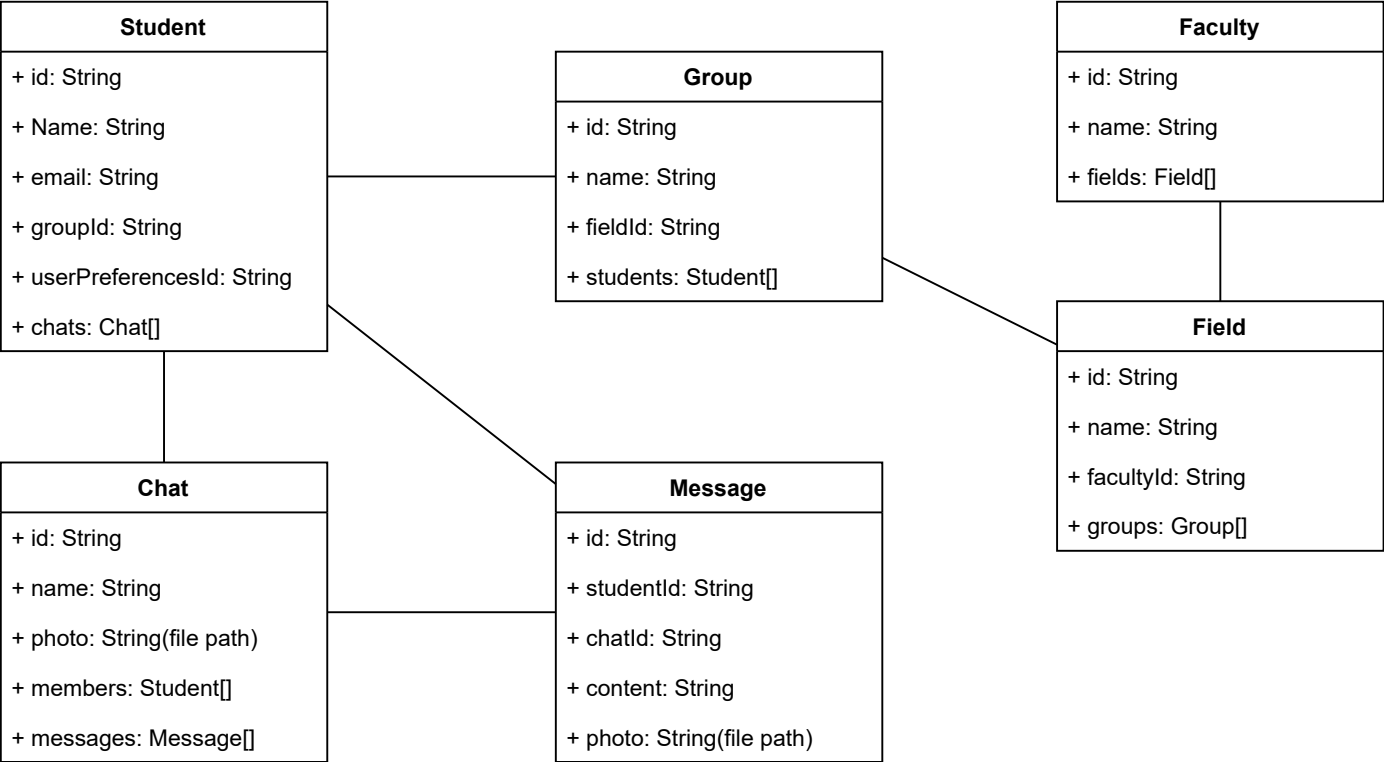 Student
+ id: String
+ Name: String
+ email: String
+ groupId: String
+ userPreferencesId: String
+ chats: Chat[]
Group
+ id: String
+ name: String
+ fieldId: String
+ students: Student[]
Faculty
+ id: String
+ name: String
+ fields: Field[]
Field
+ id: String
+ name: String
+ facultyId: String
+ groups: Group[]
Chat
+ id: String
+ name: String
+ photo: String(file path)
+ members: Student[]
+ messages: Message[]
Message
+ id: String
+ studentId: String
+ chatId: String
+ content: String
+ photo: String(file path)